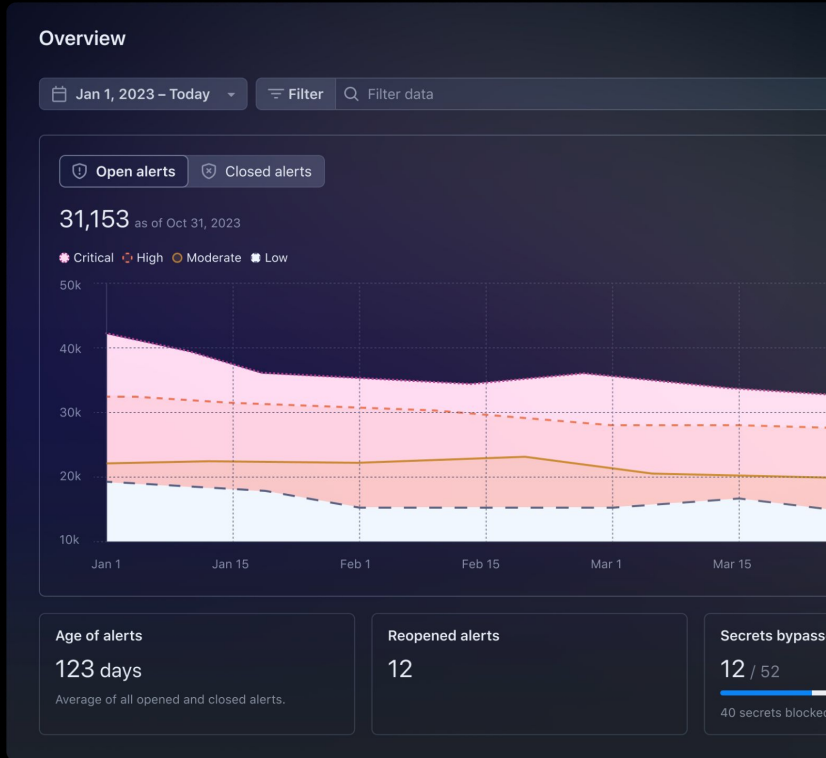 Overview
Jan 1, 2023 – Today Filter Filter data
Open alerts Closed alerts
31,153 as of Oct 31, 2023
Critical High Moderate Low
50k
40k
30k
20k
10k
Jan 1 Jan 15 Feb 1 Feb 15 Mar 1 Mar 15
Age of alerts
123 days
Average of all opened and closed alerts.
Reopened alerts
12
Secrets bypass
12 / 52
40 secrets blocked